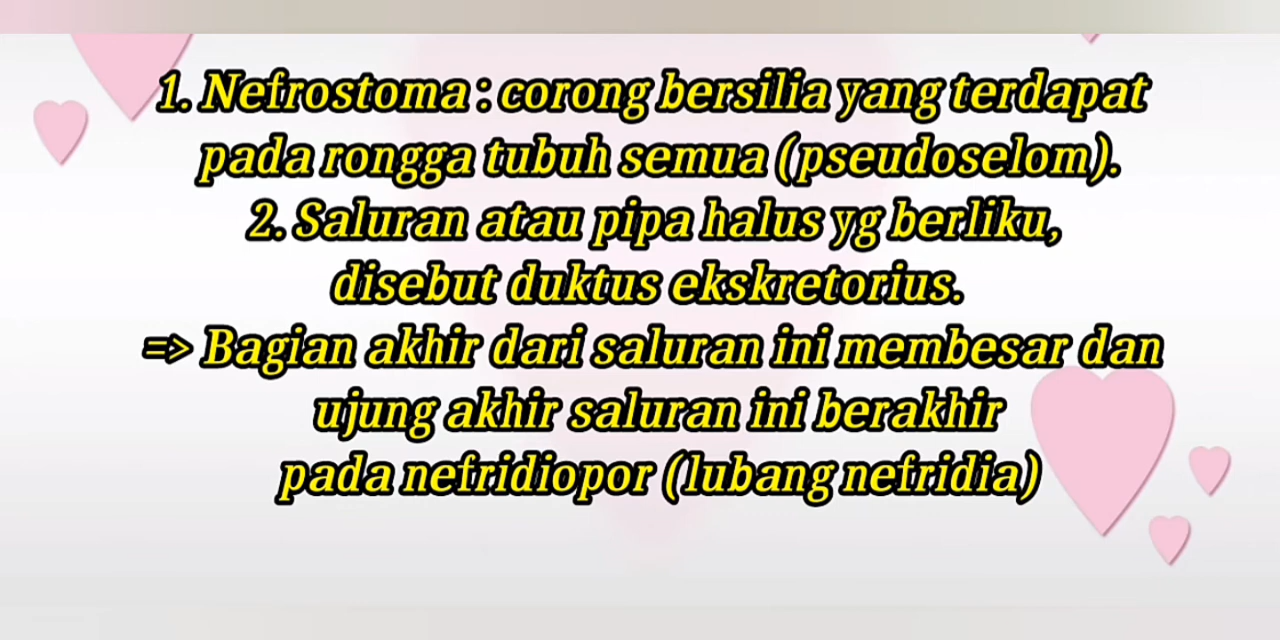 1. Nefrostoma : corong bersilia yang terdapat
pada rongga tubuh semua (pseudoselom).
2. Saluran atau pipa halus yg berliku,
disebut duktus ekskretorius.
=> Bagian akhir dari saluran ini membesar dan
ujung akhir saluran ini berakhir
pada nefridiopor (lubang nefridia)